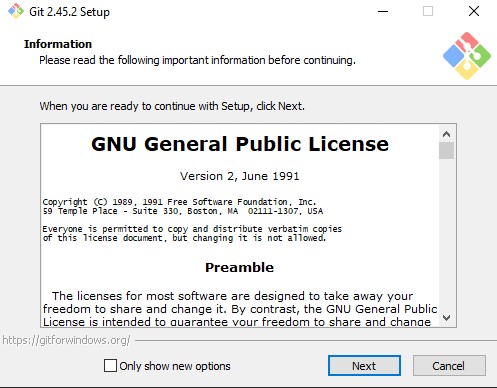 Git 2.45.2 Setup
Information
Please read the following important information before continuing.
When you are ready to continue with Setup, click Next.
GNU General Public License
Version 2, June 1991
Copyright (C) 1989, 1991 Free Software Foundation, Inc.
59 Temple Place - Suite 330, Boston, MA  02111-1307, USA
Everyone is permitted to copy and distribute verbatim copies
of this license document, but changing it is not allowed.
Preamble
The licenses for most software are designed to take away your
freedom to share and change it. By contrast, the GNU General Public
License is intended to guarantee your freedom to share and change
https://gitforwindows.org/
Only show new options
Next
Cancel